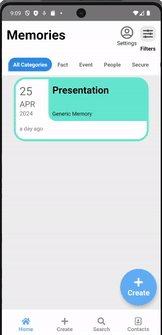 9:09
Memories
Settings
Filters
All Categories Fact Event People Secure
25
APR
2024
Presentation
Generic Memory
a day ago
+
Create
Home Create Search Contacts